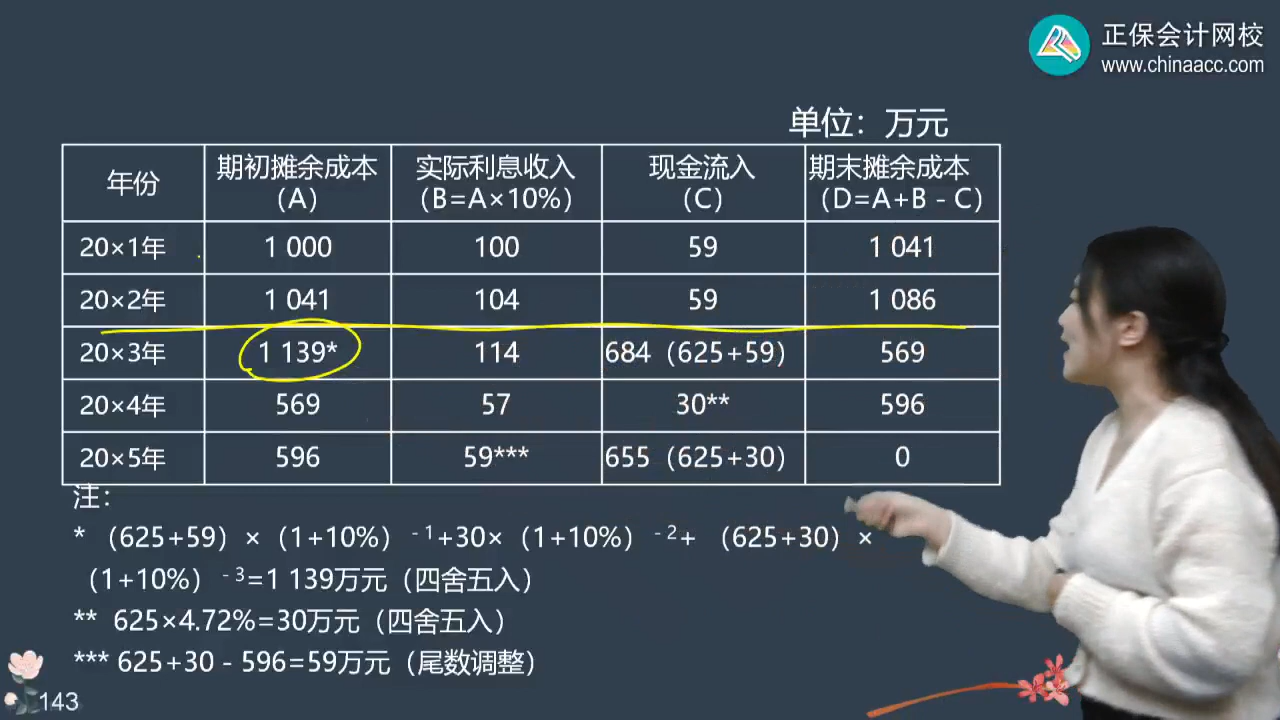 正保会计网校
www.chinaacc.com
单位：万元
年份 期初摊余成本（A） 实际利息收入（B=A×10%） 现金流入（C） 期末摊余成本（D=A+B－C）
20×1年 1 000 100 59 1 041
20×2年 1 041 104 59 1 086
20×3年 1 139* 114 684（625+59） 569
20×4年 569 57 30** 596
20×5年 596 59*** 655（625+30） 0
注：
* （625+59）×（1+10%）⁻¹+30×（1+10%）⁻²+ （625+30）×
（1+10%）⁻³=1 139万元（四舍五入）
** 625×4.72%=30万元（四舍五入）
*** 625+30－596=59万元（尾数调整）
143